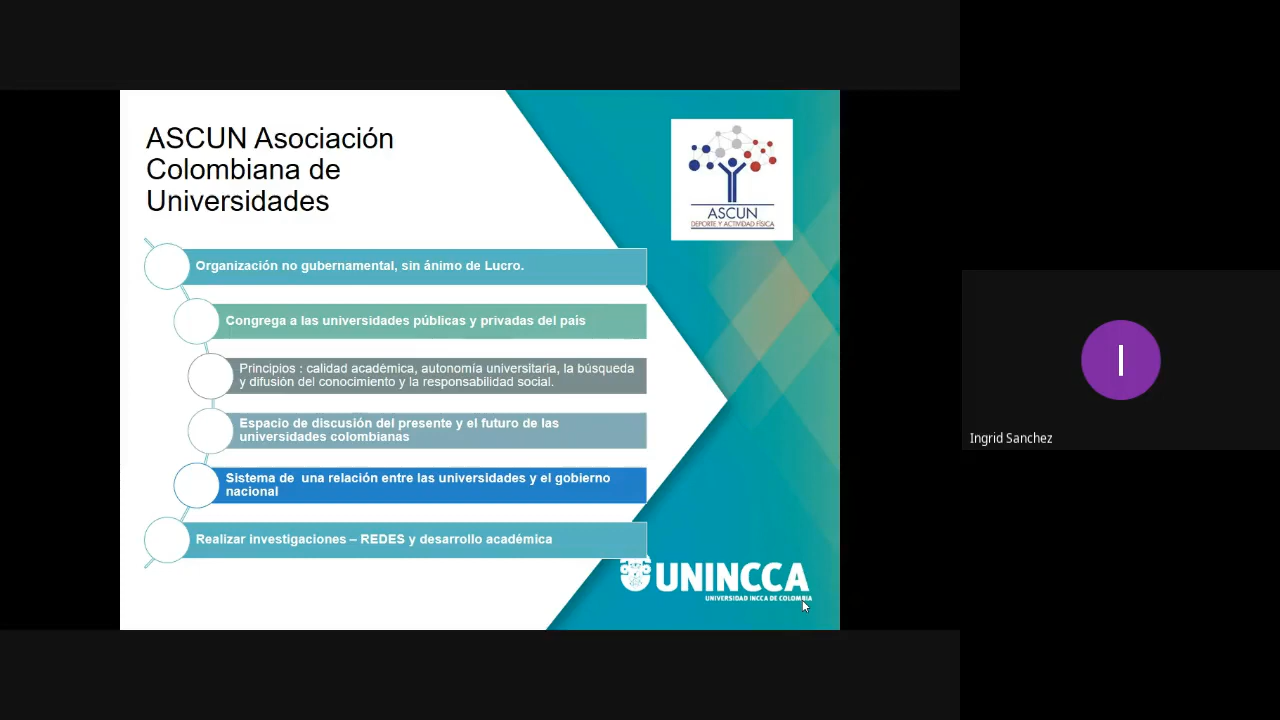 ASCUN Asociación
Colombiana de
Universidades
ASCUN
DEPORTE Y ACTIVIDAD FÍSICA
Organización no gubernamental, sin ánimo de Lucro.
Congrega a las universidades públicas y privadas del país
Principios : calidad académica, autonomía universitaria, la búsqueda
y difusión del conocimiento y la responsabilidad social.
Espacio de discusión del presente y el futuro de las
universidades colombianas
Sistema de  una relación entre las universidades y el gobierno
nacional
Realizar investigaciones – REDES y desarrollo académica
UNINCCA
UNIVERSIDAD INCCA DE COLOMBIA
I
Ingrid Sanchez